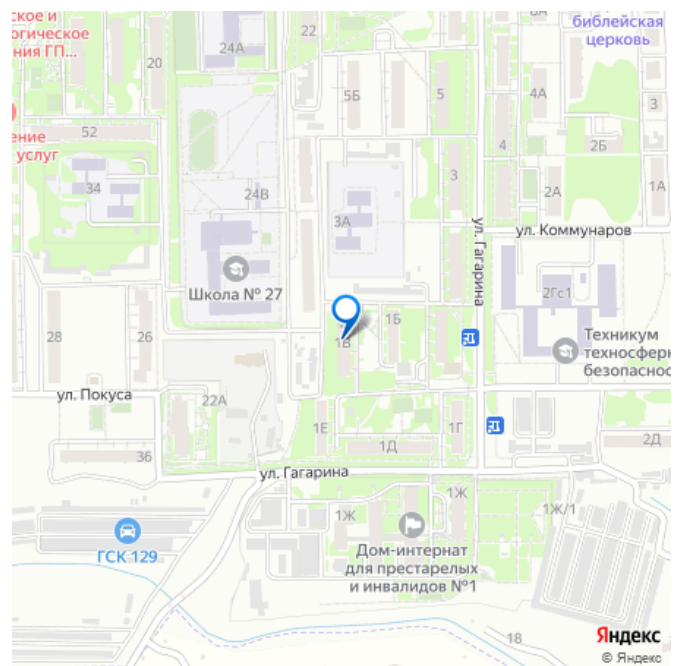 ское и
огическое
ния ГП...
24А
22
библейская
церковь
20
5Б
5
4А
3
ение
услуг
52
4
2Б
34
24В
3
2А
1А
3А
ул. Гагарина
ул. Коммунаров
Школа № 27
2Гс1
28
26
1В
1Б
Техникум
техносферн
безопаснос
ул. Покуса
22А
1Е
1Д
1Г
2Д
36
ул. Гагарина
1Ж
1Ж
1Ж/1
ГСК 129
Дом-интернат
для престарелых
и инвалидов №1
18
Яндекс
© Яндекс